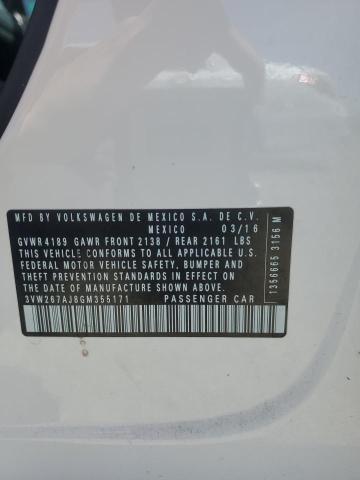 MFD BY VOLKSWAGEN DE MEXICO S.A. DE C.V.
MEXICO 03/16
GVWR 4189 GAWR FRONT 2138 / REAR 2161 LBS
THIS VEHICLE CONFORMS TO ALL APPLICABLE U.S.
FEDERAL MOTOR VEHICLE SAFETY, BUMPER AND
THEFT PREVENTION STANDARDS IN EFFECT ON THE
DATE OF MANUFACTURE SHOWN ABOVE.
3VW267AJ8GM355171 PASSENGER CAR
1356665 3156 M